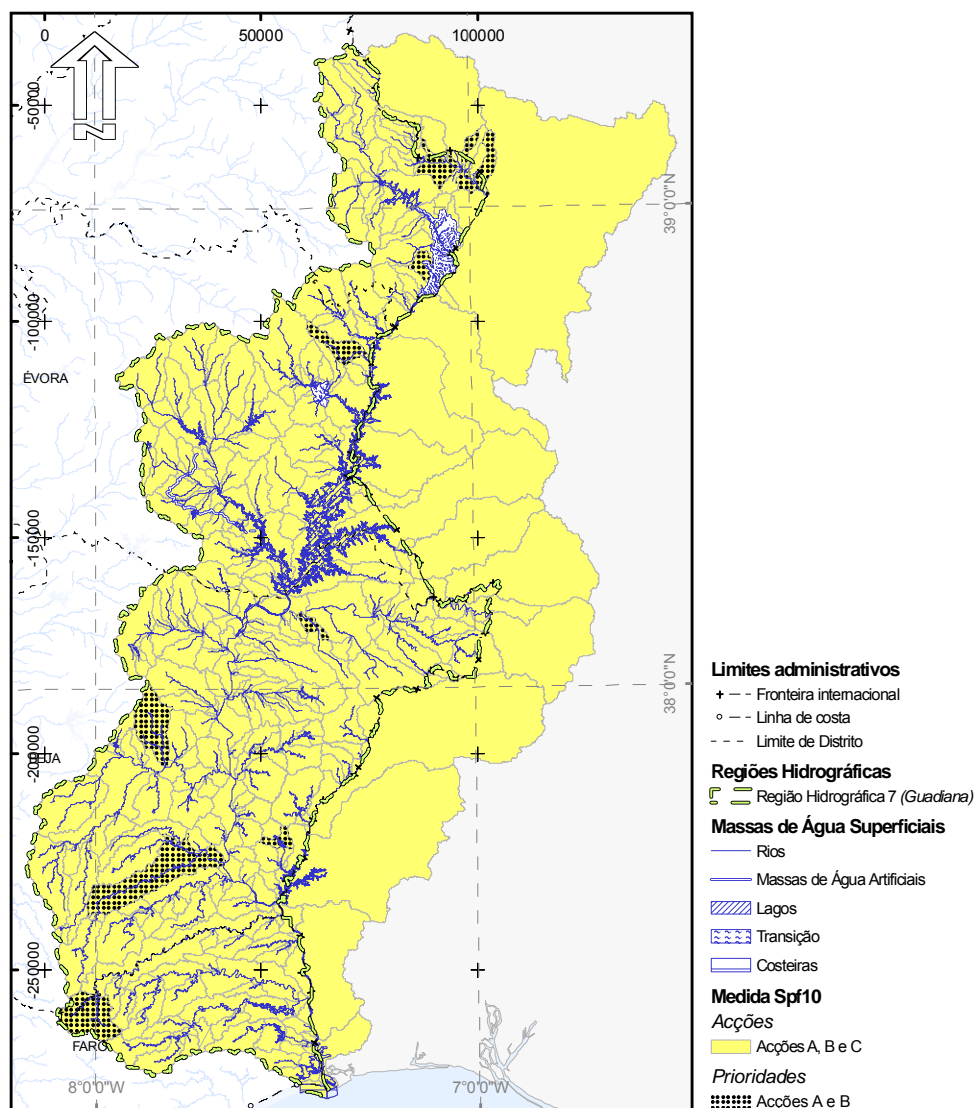 0
50000
100000
N
-50000
39°0'0"N
-100000
ÉVORA
-150000
38°0'0"N
-200000
EJA
-250000
FARO
8°0'0"W
7°0'0"W
Limites administrativos
Fronteira internacional
Linha de costa
Limite de Distrito
Regiões Hidrográficas
Região Hidrográfica 7 (Guadiana)
Massas de Água Superficiais
Rios
Massas de Água Artificiais
Lagos
Transição
Costeiras
Medida Spf10
Acções
Acções A, B e C
Prioridades
Acções A e B